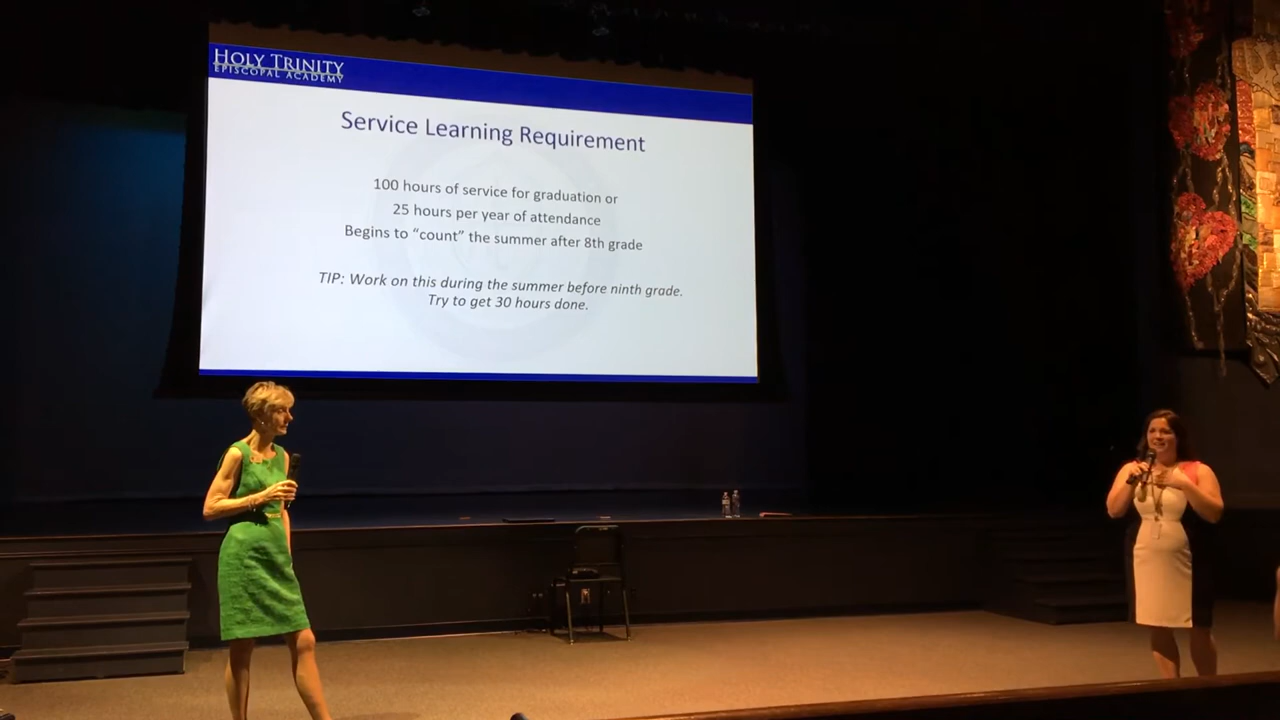 HOLY TRINITY
EPISCOPAL ACADEMY
Service Learning Requirement
100 hours of service for graduation or
25 hours per year of attendance
Begins to “count” the summer after 8th grade
TIP: Work on this during the summer before ninth grade.
Try to get 30 hours done.